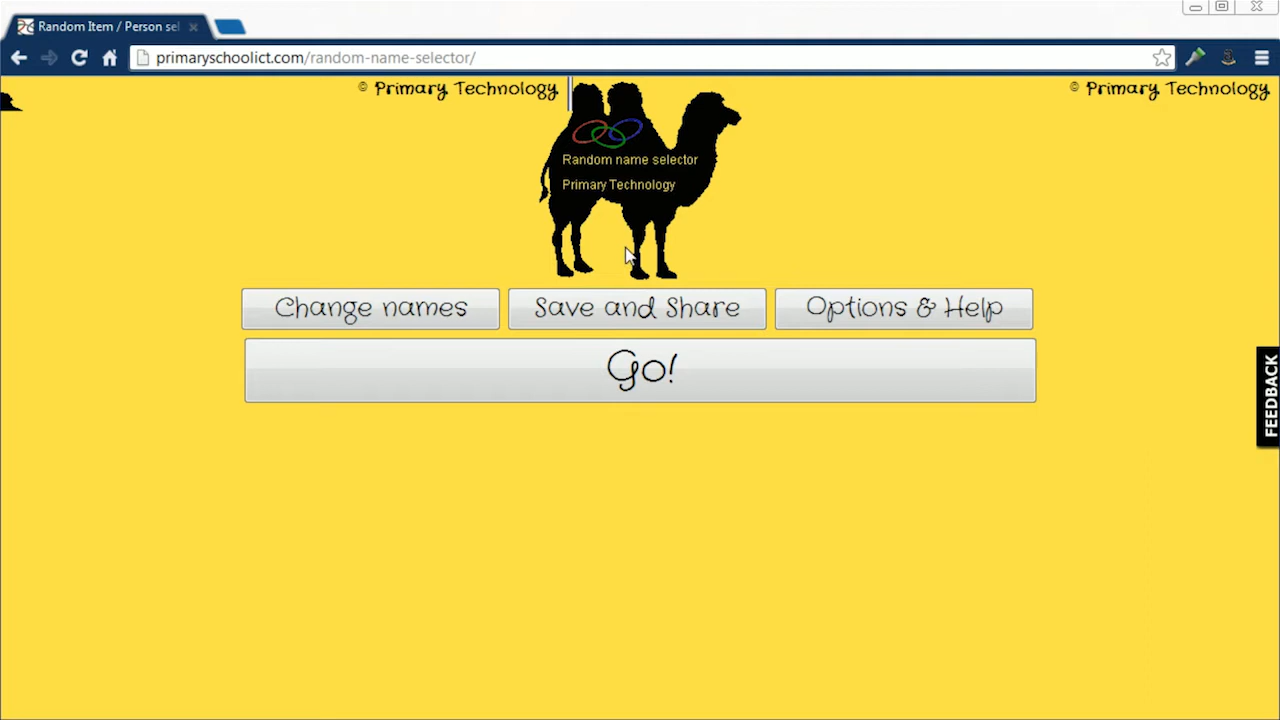 Random Item / Person sel
primaryschoolict.com/random-name-selector/
© Primary Technology
© Primary Technology
Random name selector
Primary Technology
Change names
Save and Share
Options & Help
Go!
FEEDBACK